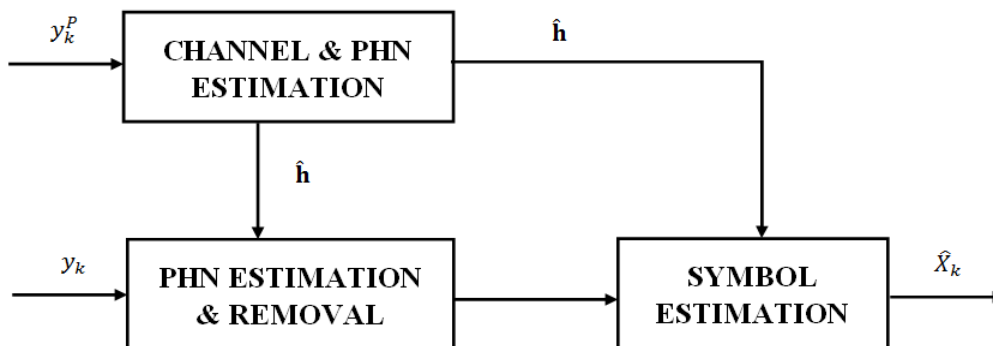 y_k^P
CHANNEL & PHN
ESTIMATION
ĥ
ĥ
y_k
PHN ESTIMATION
& REMOVAL
SYMBOL
ESTIMATION
X̂_k